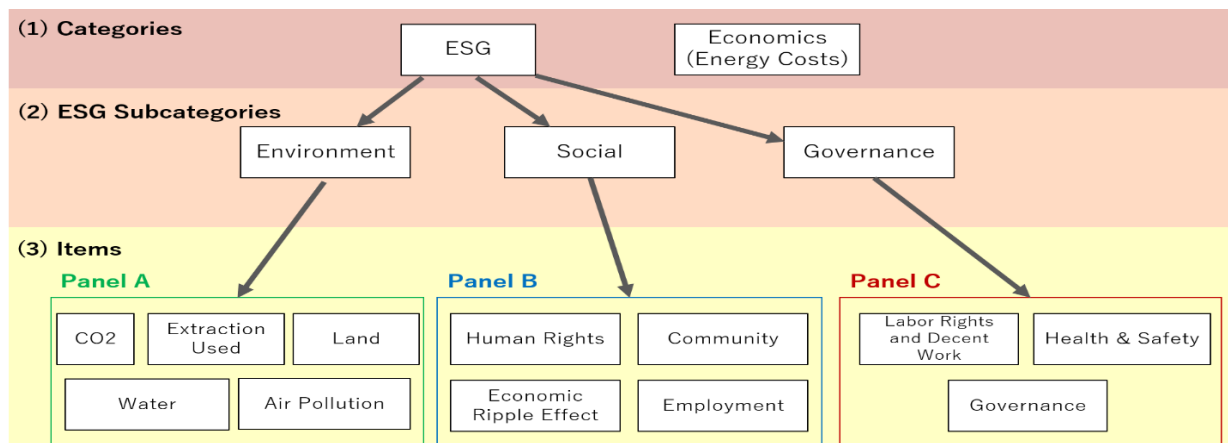 (1) Categories
ESG
Economics
(Energy Costs)
(2) ESG Subcategories
Environment
Social
Governance
(3) Items
Panel A
CO2
Extraction
Used
Land
Water
Air Pollution
Panel B
Human Rights
Community
Economic
Ripple Effect
Employment
Panel C
Labor Rights
and Decent
Work
Health & Safety
Governance